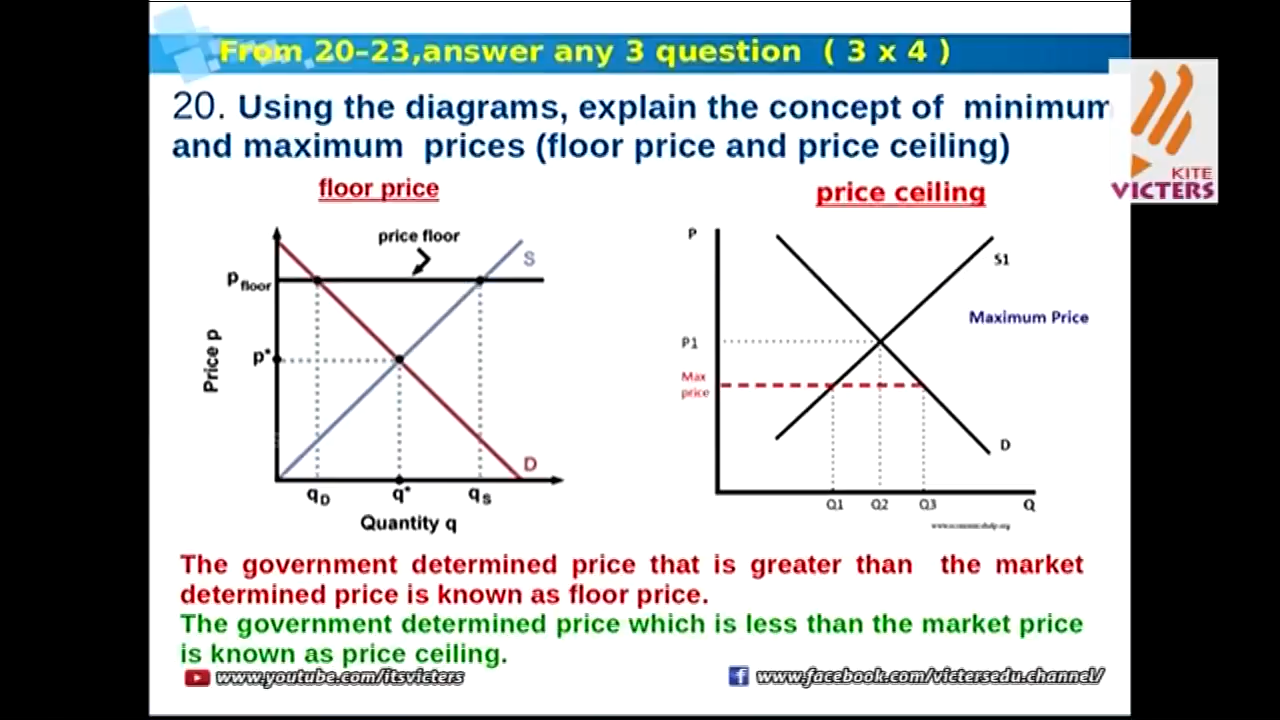 From 20–23,answer any 3 question ( 3 x 4 )
20. Using the diagrams, explain the concept of minimum
and maximum prices (floor price and price ceiling)
KITE
VICTERS
floor price
price floor
S
P floor
p*
Price p
D
qD
q*
qS
Quantity q
price ceiling
P
S1
Maximum Price
P1
Max
price
D
Q1
Q2
Q3
Q
The government determined price that is greater than the market
determined price is known as floor price.
The government determined price which is less than the market price
is known as price ceiling.
www.youtube.com/itsvicters
www.facebook.com/victersedu.channel/